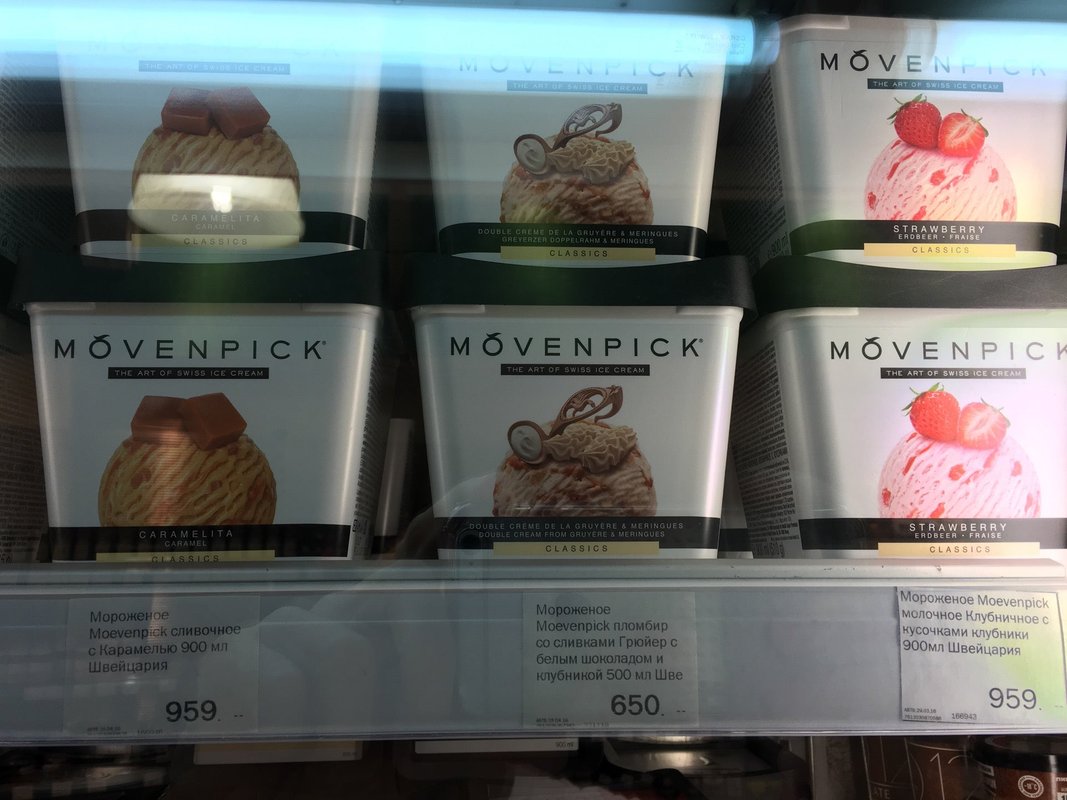 MÖVENPICK
THE ART OF SWISS ICE CREAM
CARAMELITA
CARAMEL
CLASSICS
MÖVENPICK
THE ART OF SWISS ICE CREAM
DOUBLE CRÈME DE LA GRUYÈRE & MERINGUES
GREYERZER DOPPELRAHM & MERINGUES
CLASSICS
MÖVENPICK
THE ART OF SWISS ICE CREAM
STRAWBERRY
ERDBEER • FRAISE
CLASSICS
MÖVENPICK®
THE ART OF SWISS ICE CREAM
CARAMELITA
CARAMEL
CLASSICS
MÖVENPICK®
THE ART OF SWISS ICE CREAM
DOUBLE CRÈME DE LA GRUYÈRE & MERINGUES
DOUBLE CREAM FROM GRUYÈRE & MERINGUES
CLASSICS
MÖVENPICK
THE ART OF SWISS ICE CREAM
STRAWBERRY
ERDBEER • FRAISE
CLASSICS
Мороженое
Moevenpick сливочное
с Карамелью 900 мл
Швейцария
959. --
Мороженое
Moevenpick пломбир
со сливками Грюйер с
белым шоколадом и
клубникой 500 мл Шве
650. --
Мороженое Moevenpick
молочное Клубничное с
кусочками клубники
900мл Швейцария
959. --
166943
900 ml